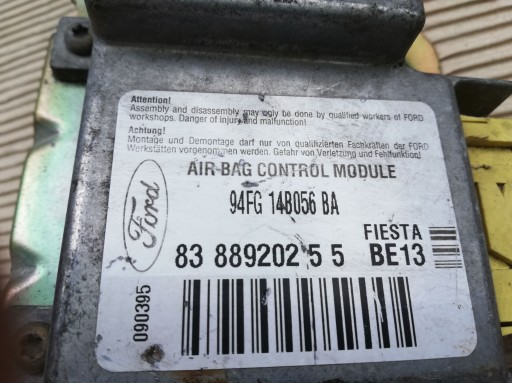 Attention!
Assembly and disassembly may only be done by qualified workers of FORD
workshops. Danger of injury and malfunction!
Achtung!
Montage und Demontage darf nur von qualifizierten Fachkräften der FORD
Werkstätten vorgenommen werden. Gefahr von Verletzung und Fehlfunktion!
AIR-BAG CONTROL MODULE
94FG 14B056 BA
Ford
FIESTA
83 889202 5 5 BE13
090395